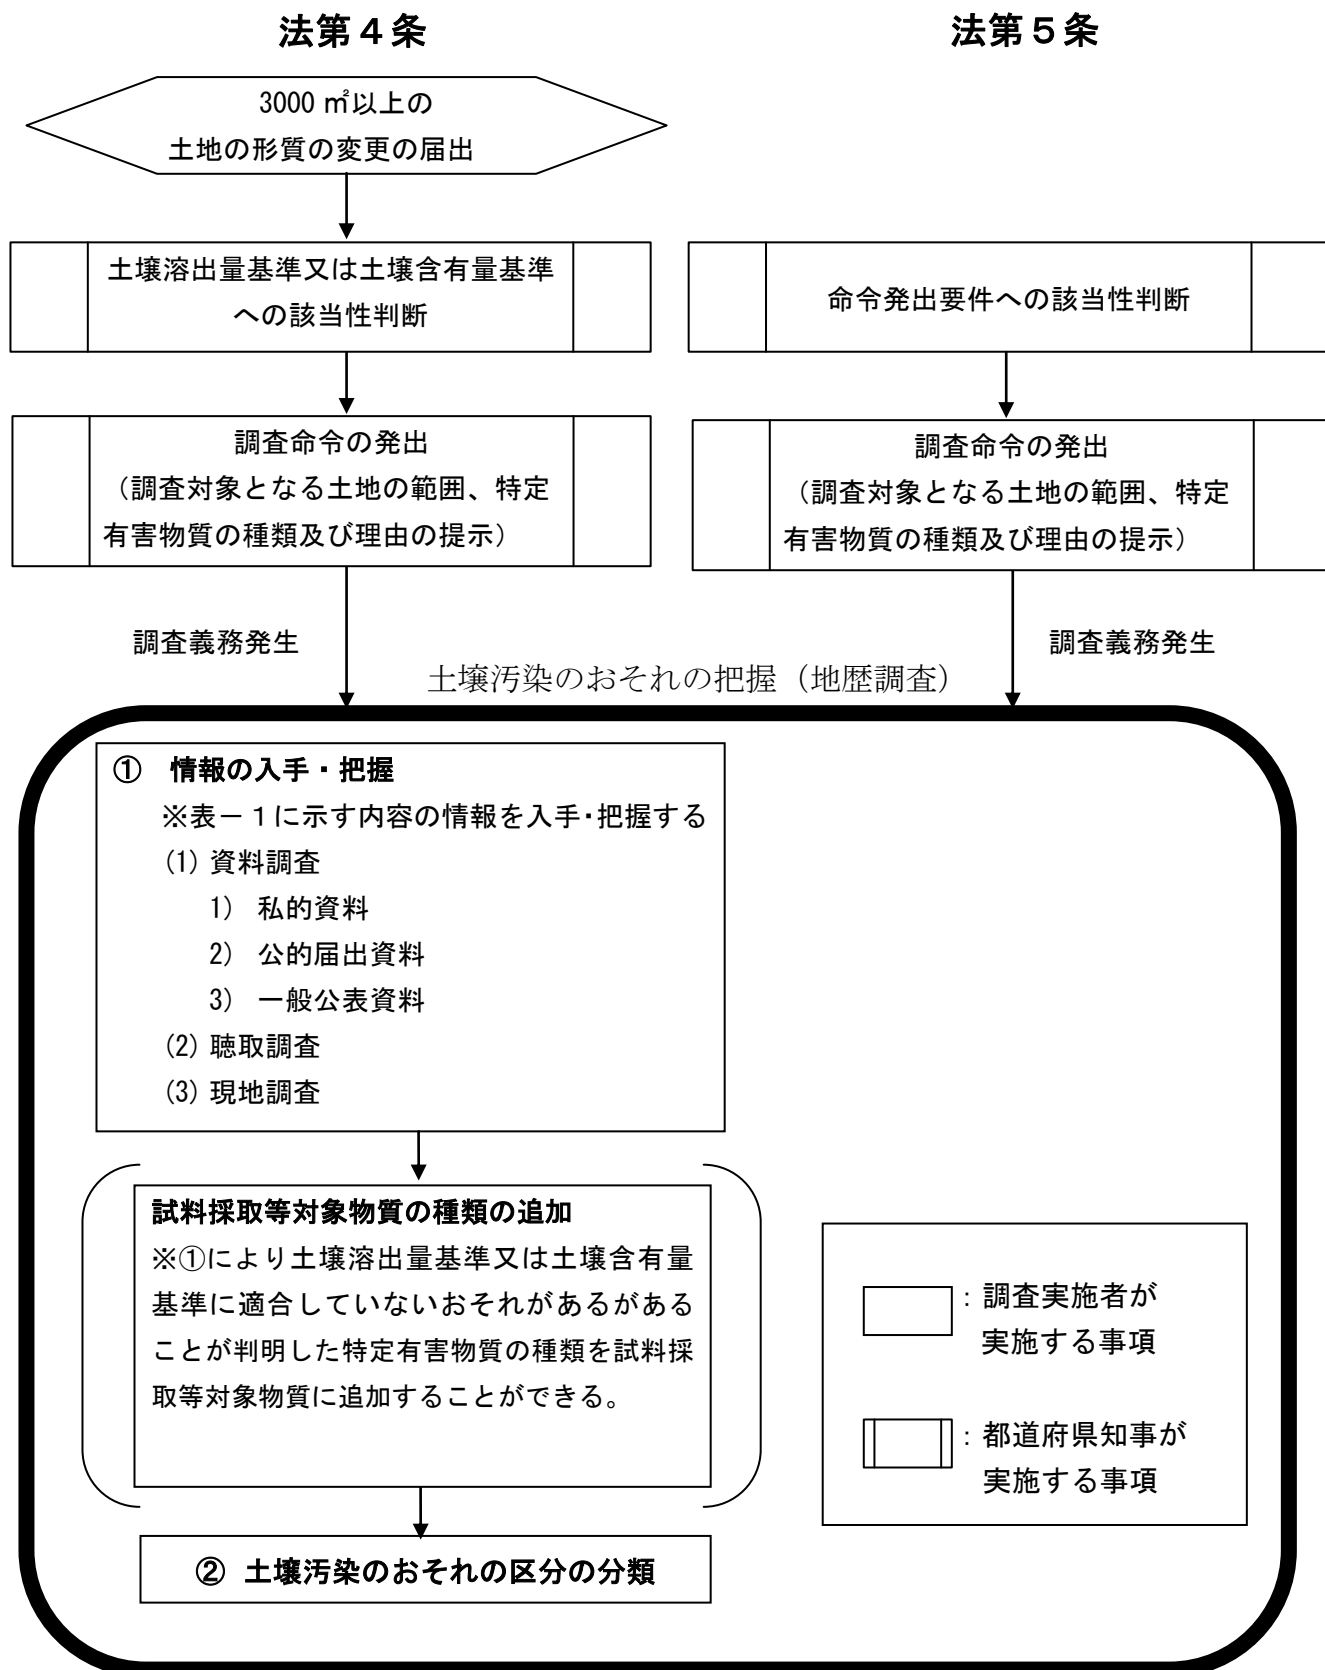 法第４条
法第５条
3000 ㎡以上の
土地の形質の変更の届出
土壌溶出量基準又は土壌含有量基準
への該当性判断
命令発出要件への該当性判断
調査命令の発出
（調査対象となる土地の範囲、特定
有害物質の種類及び理由の提示）
調査命令の発出
（調査対象となる土地の範囲、特定
有害物質の種類及び理由の提示）
調査義務発生
調査義務発生
土壌汚染のおそれの把握（地歴調査）
① 情報の入手・把握
※表－１に示す内容の情報を入手・把握する
(1) 資料調査
1) 私的資料
2) 公的届出資料
3) 一般公表資料
(2) 聴取調査
(3) 現地調査
試料採取等対象物質の種類の追加
※①により土壌溶出量基準又は土壌含有量
基準に適合していないおそれがあるがある
ことが判明した特定有害物質の種類を試料採
取等対象物質に追加することができる。
② 土壌汚染のおそれの区分の分類
：調査実施者が
実施する事項
：都道府県知事が
実施する事項